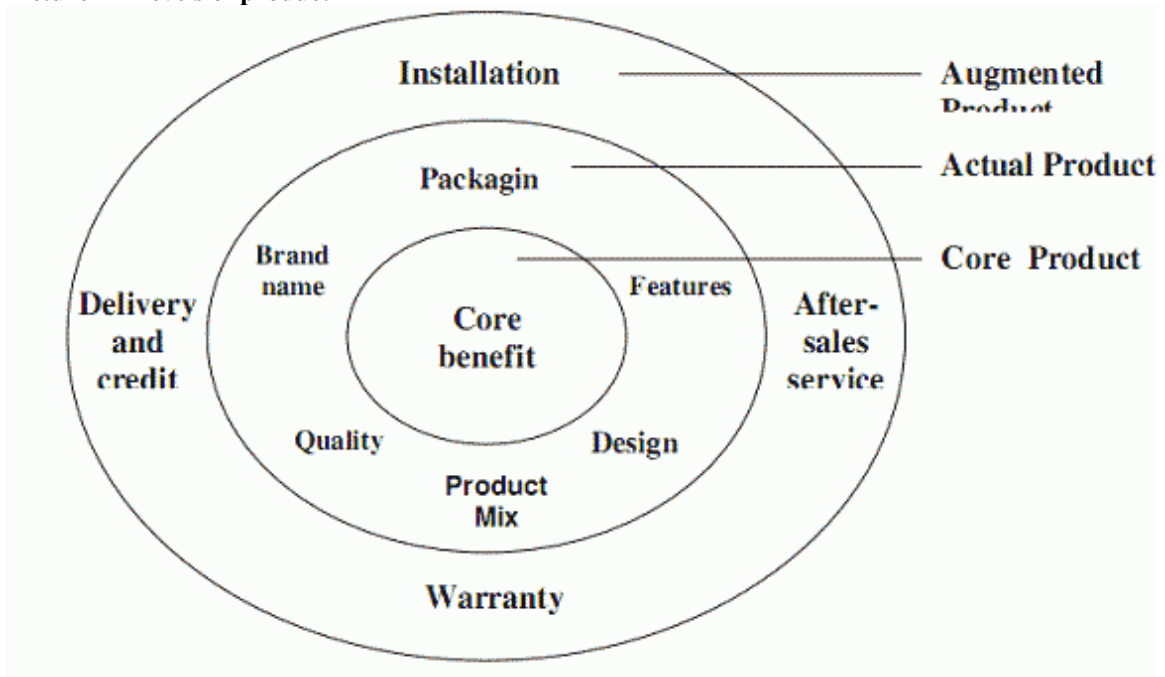 Installation
Augmented
Product
Packagin
Actual Product
Brand
name
Features
Core Product
Delivery
and
credit
Core
benefit
After-
sales
service
Quality
Design
Product
Mix
Warranty